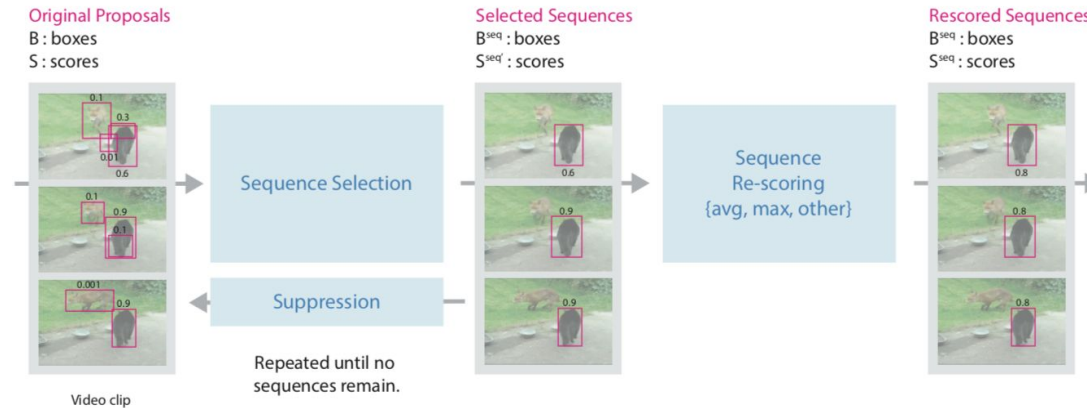 Original Proposals
B : boxes
S : scores
Selected Sequences
B^seq : boxes
S^seq' : scores
Rescored Sequences
B^seq : boxes
S^seq : scores
0.1
0.3
0.01
0.6
0.1
0.9
0.1
0.001
0.9
Video clip
Sequence Selection
Suppression
Repeated until no
sequences remain.
0.6
0.9
0.9
Sequence
Re-scoring
{avg, max, other}
0.8
0.8
0.8